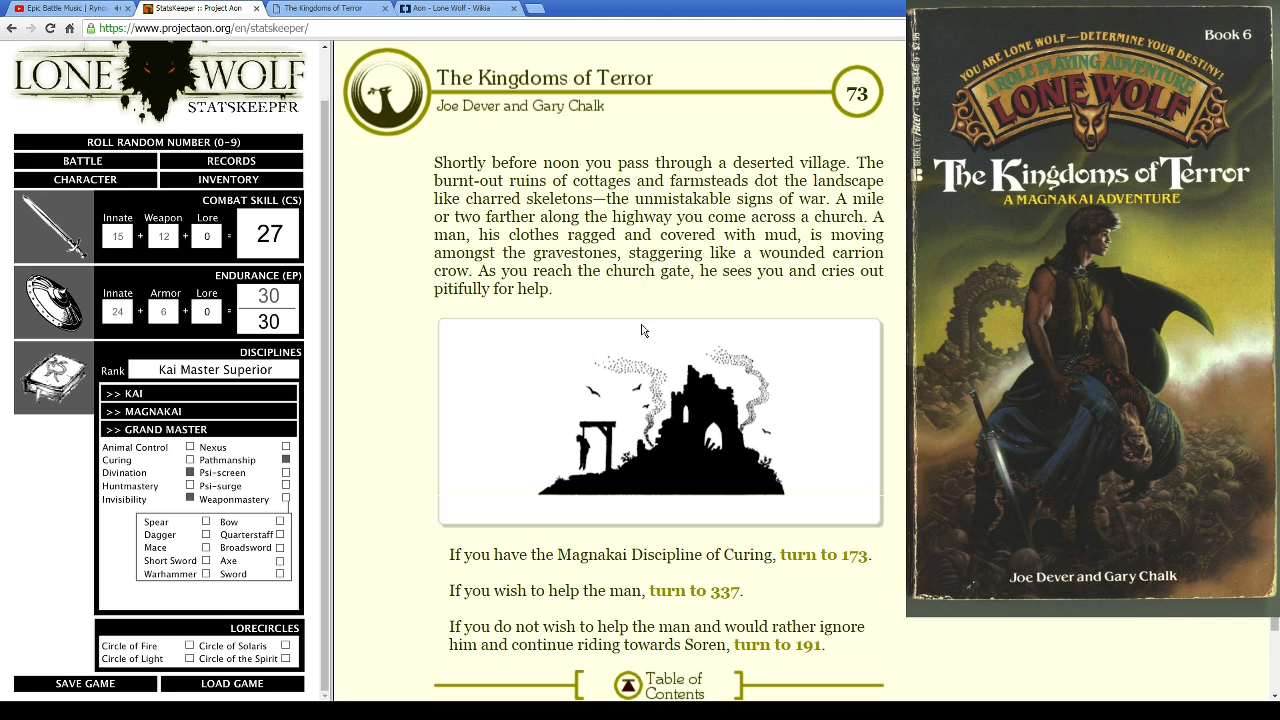 Epic Battle Music | Ryno
StatsKeeper :: Project Aon
The Kingdoms of Terror
Aon - Lone Wolf - Wikia
https://www.projectaon.org/en/statskeeper/
LONE WOLF
STATSKEEPER
ROLL RANDOM NUMBER (0-9)
BATTLE RECORDS
CHARACTER INVENTORY
COMBAT SKILL (CS)
Innate Weapon Lore
15 + 12 + 0 = 27
ENDURANCE (EP)
Innate Armor Lore
30
24 + 6 + 0 =
30
DISCIPLINES
Rank Kai Master Superior
>> KAI
>> MAGNAKAI
>> GRAND MASTER
Animal Control Nexus
Curing Pathmanship
Divination Psi-screen
Huntmastery Psi-surge
Invisibility Weaponmastery
Spear Bow
Dagger Quarterstaff
Mace Broadsword
Short Sword Axe
Warhammer Sword
LORECIRCLES
Circle of Fire Circle of Solaris
Circle of Light Circle of the Spirit
SAVE GAME LOAD GAME
The Kingdoms of Terror
Joe Dever and Gary Chalk
73
Shortly before noon you pass through a deserted village. The
burnt-out ruins of cottages and farmsteads dot the landscape
like charred skeletons—the unmistakable signs of war. A mile
or two farther along the highway you come across a church. A
man, his clothes ragged and covered with mud, is moving
amongst the gravestones, staggering like a wounded carrion
crow. As you reach the church gate, he sees you and cries out
pitifully for help.
If you have the Magnakai Discipline of Curing, turn to 173.
If you wish to help the man, turn to 337.
If you do not wish to help the man and would rather ignore
him and continue riding towards Soren, turn to 191.
Table of
Contents
Book 6
YOU ARE LONE WOLF—DETERMINE YOUR DESTINY!
A ROLE PLAYING ADVENTURE
LONE WOLF
The Kingdoms of Terror
A MAGNAKAI ADVENTURE
Joe Dever and Gary Chalk